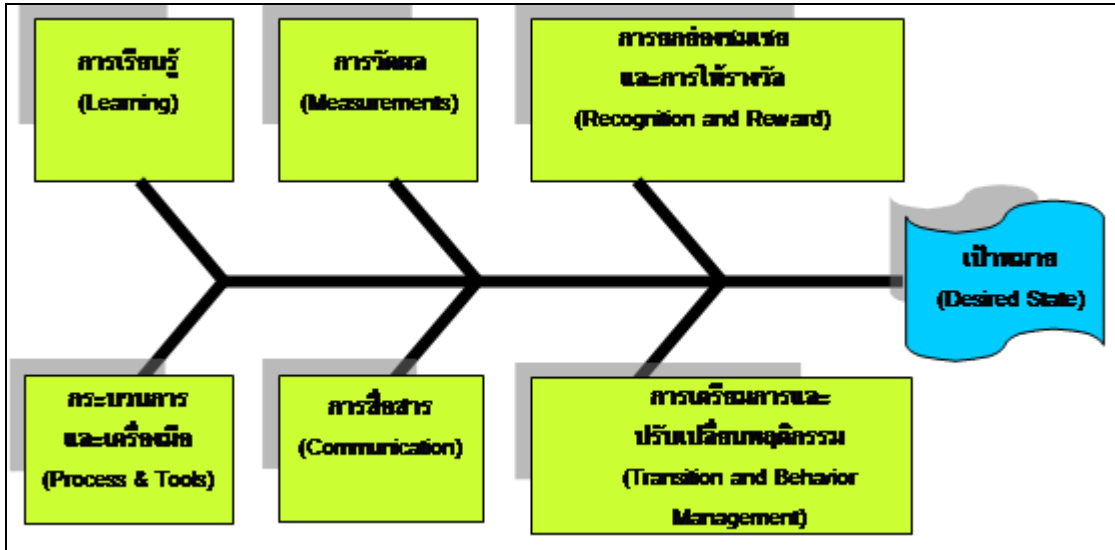 การเรียนรู้
(Learning)
การวัดผล
(Measurements)
การยกย่องชมเชย
และการให้รางวัล
(Recognition and Reward)
เป้าหมาย
(Desired State)
กระบวนการ
และเครื่องมือ
(Process & Tools)
การสื่อสาร
(Communication)
การเตรียมการและ
ปรับเปลี่ยนพฤติกรรม
(Transition and Behavior
Management)